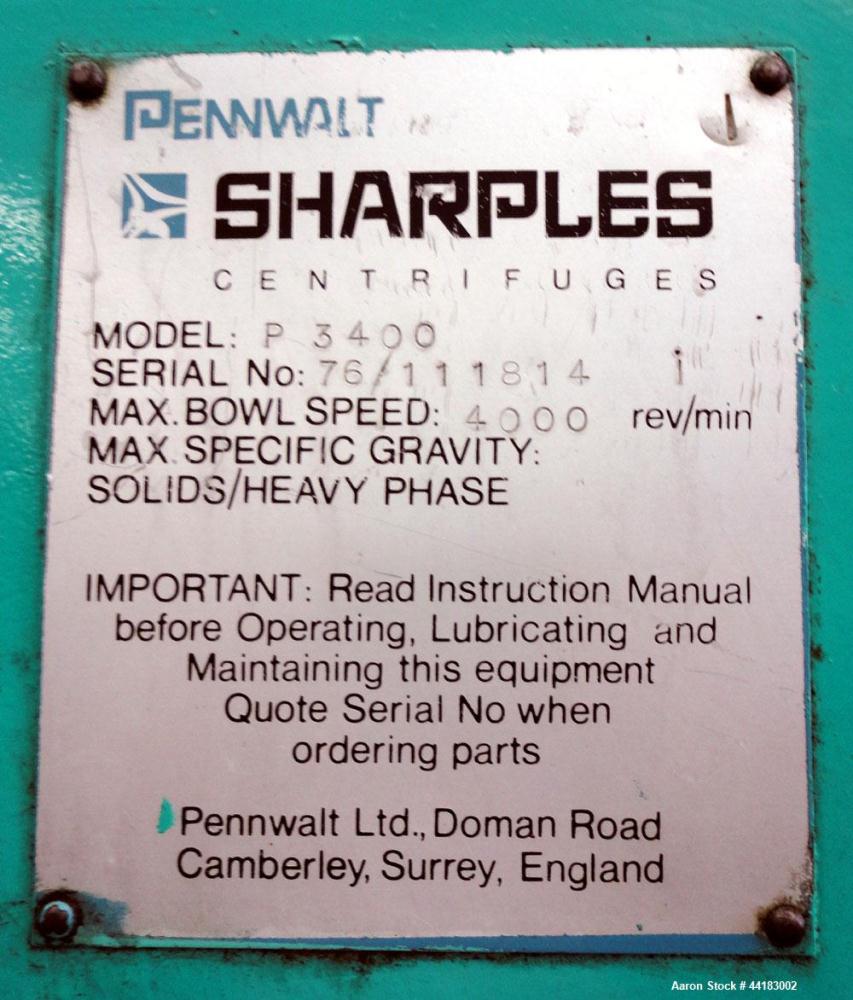 PENNWALT
SHARPLES
CENTRIFUGES
MODEL: P 3400
SERIAL No: 76/111814
MAX. BOWL SPEED: 4000 rev/min
MAX. SPECIFIC GRAVITY:
SOLIDS/HEAVY PHASE
IMPORTANT: Read Instruction Manual
before Operating, Lubricating and
Maintaining this equipment
Quote Serial No when
ordering parts
Pennwalt Ltd., Doman Road
Camberley, Surrey, England
Aaron Stock # 44183002